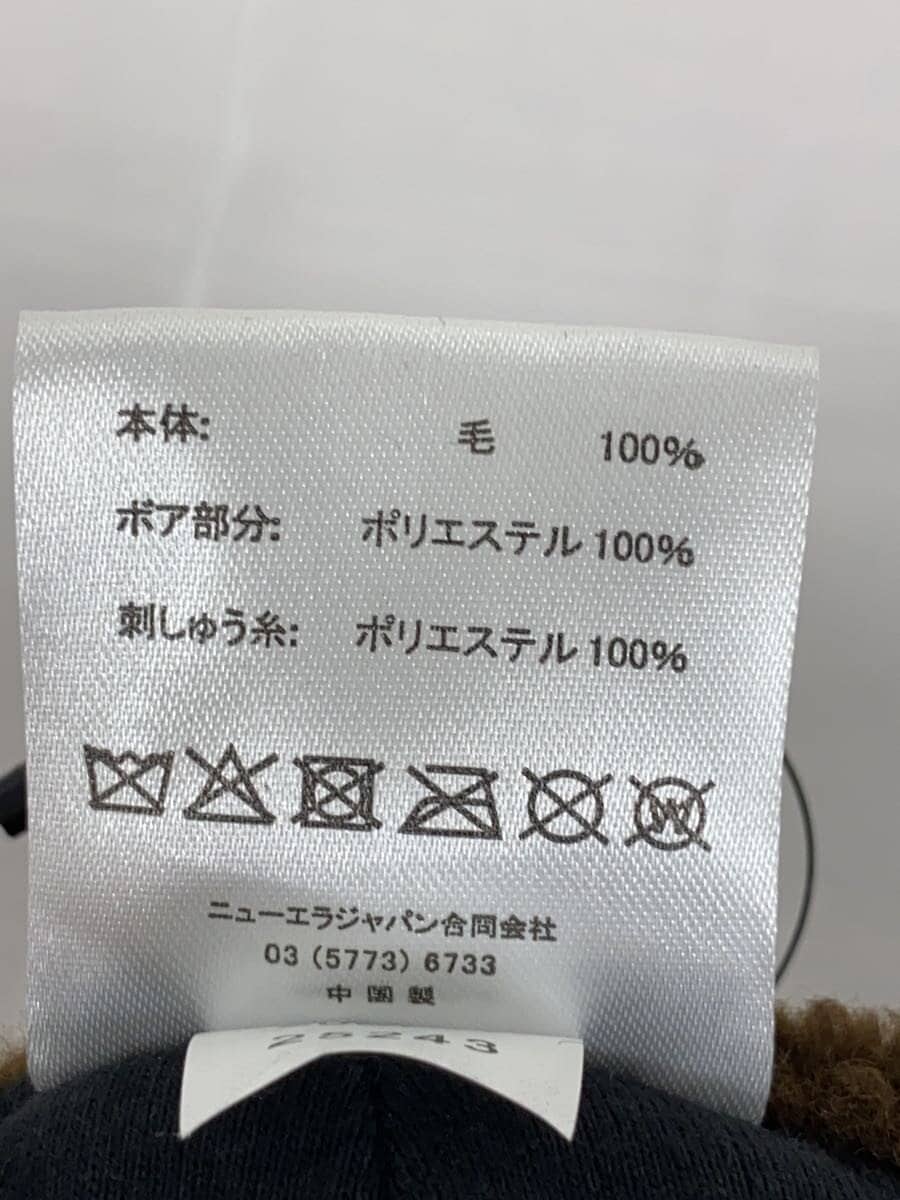 本体: 毛 100%
ボア部分: ポリエステル 100%
刺しゅう糸: ポリエステル 100%
ニューエラジャパン合同会社
03 (5773) 6733
中国製
25243